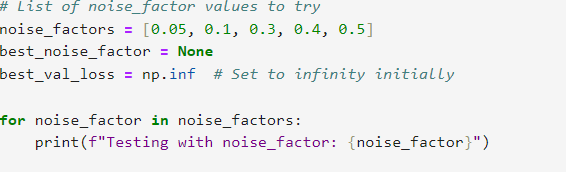 # List of noise_factor values to try
noise_factors = [0.05, 0.1, 0.3, 0.4, 0.5]
best_noise_factor = None
best_val_loss = np.inf  # Set to infinity initially
for noise_factor in noise_factors:
    print(f"Testing with noise_factor: {noise_factor}")